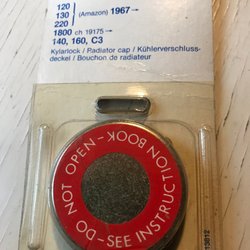 120
130 (Amazon) 1967→
220
1800 ch 19175 →
140, 160, C3
Kylarlock / Radiator cap / Kühlerverschluss-
deckel / Bouchon de radiateur
DO NOT OPEN - SEE INSTRUCTION BOOK -
13812